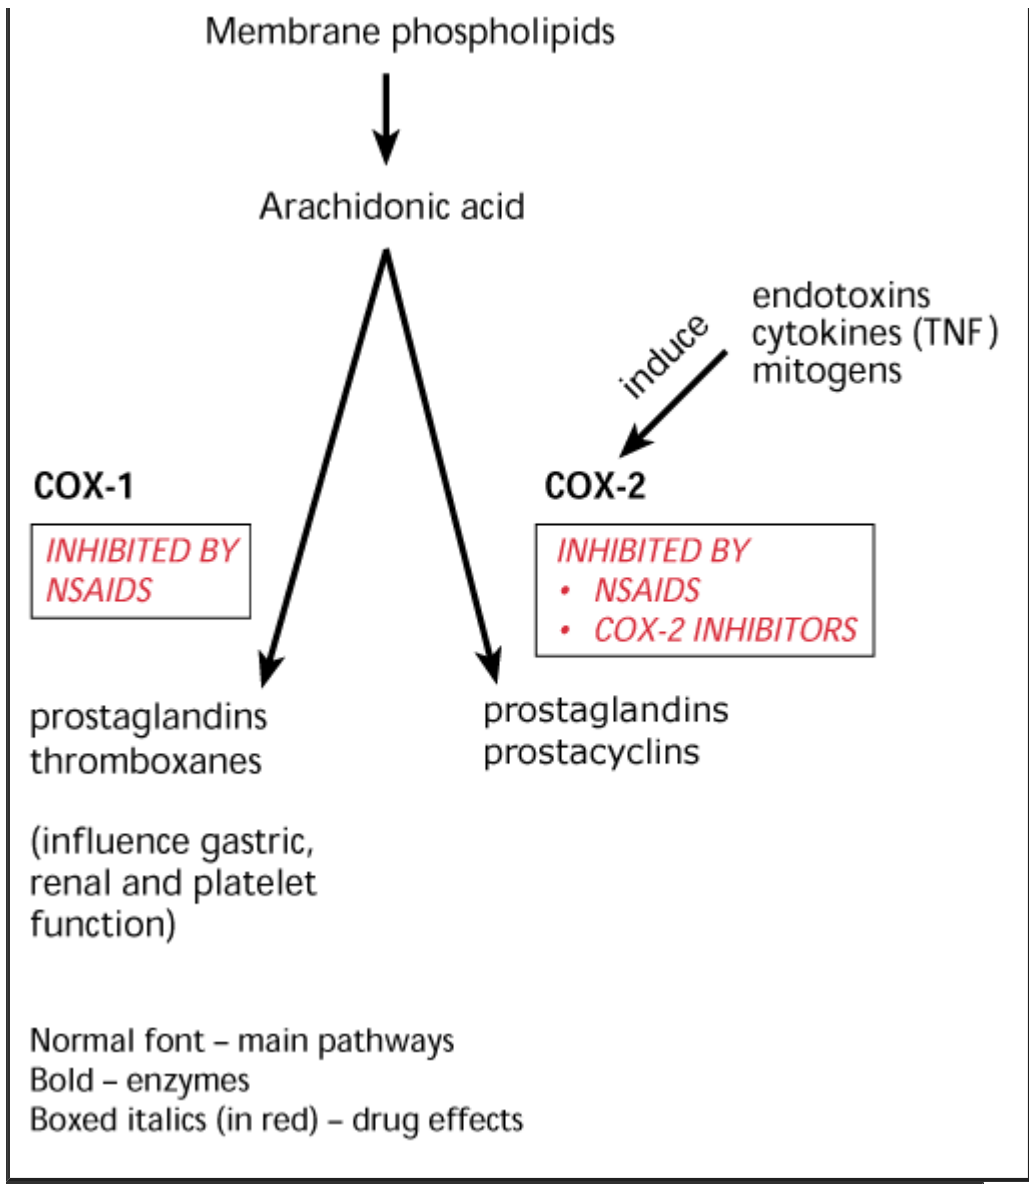 Membrane phospholipids
Arachidonic acid
endotoxins
cytokines (TNF)
mitogens
induce
COX-1
INHIBITED BY
NSAIDS
COX-2
INHIBITED BY
• NSAIDS
• COX-2 INHIBITORS
prostaglandins
thromboxanes
(influence gastric,
renal and platelet
function)
prostaglandins
prostacyclins
Normal font – main pathways
Bold – enzymes
Boxed italics (in red) – drug effects